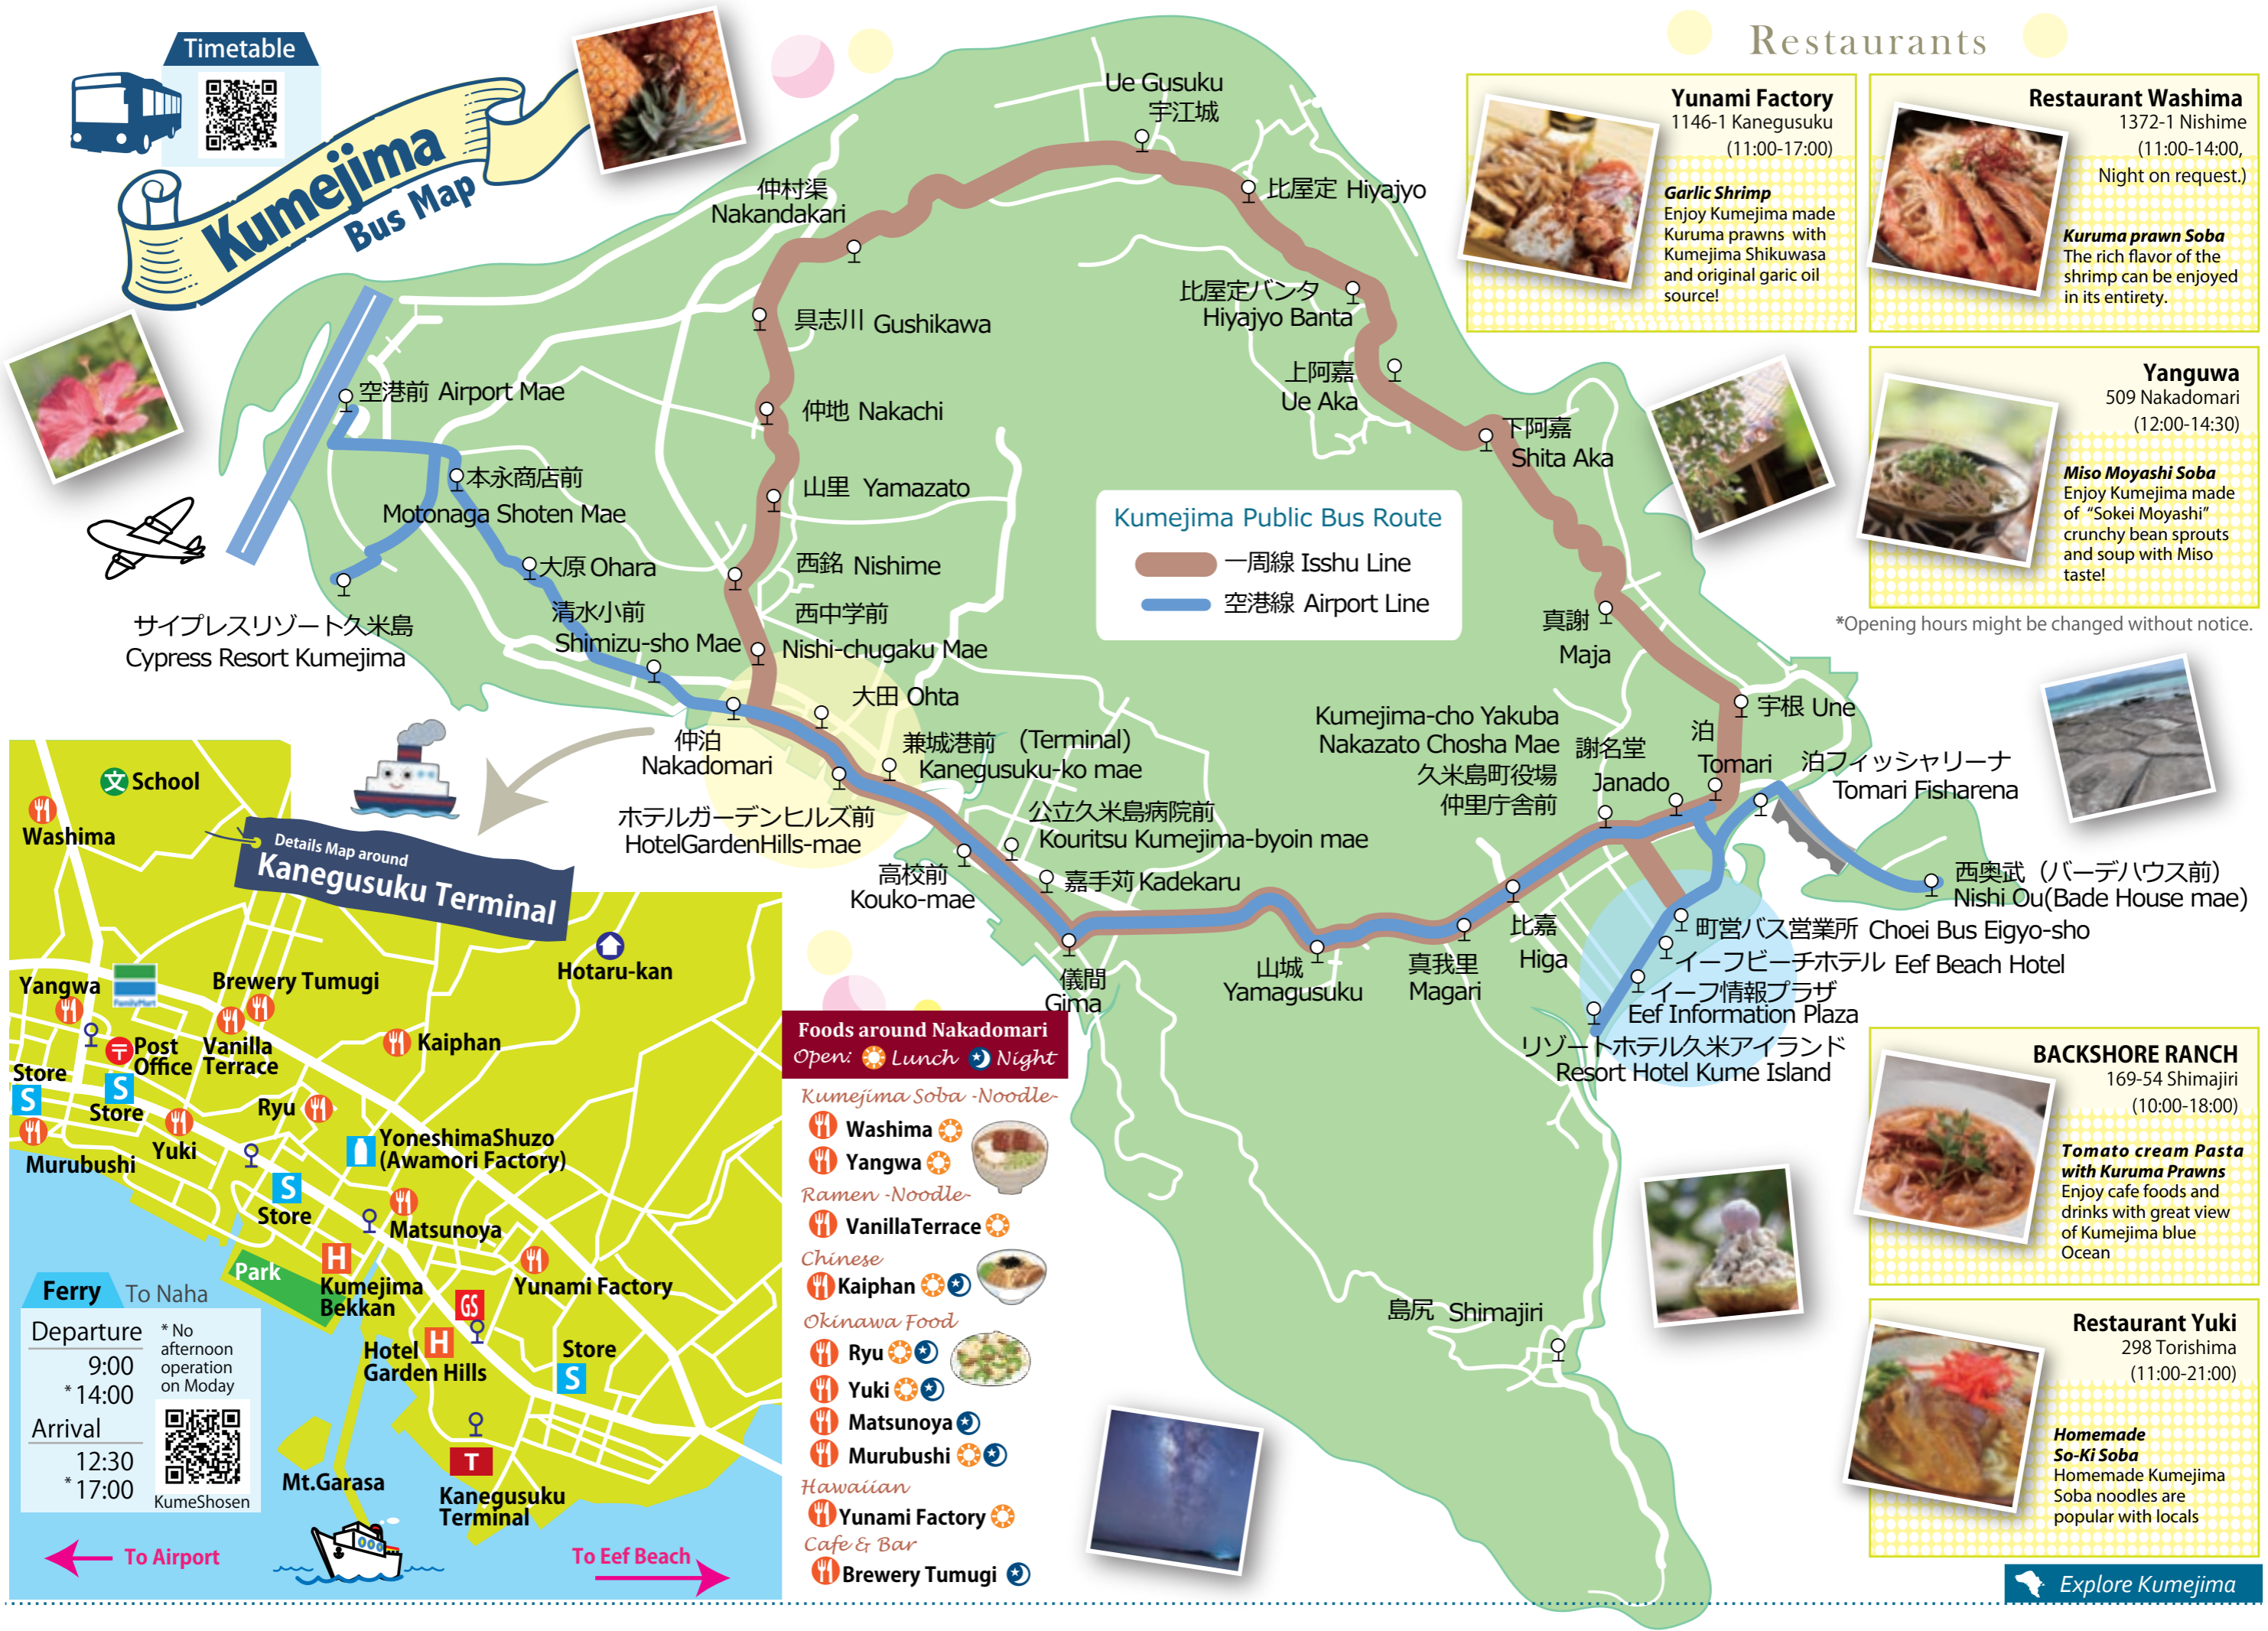 Timetable
Kumejima
Bus Map
Ue Gusuku
宇江城
仲村渠
Nakandakari
比屋定 Hiyajyo
具志川 Gushikawa
比屋定バンタ
Hiyajyo Banta
上阿嘉
Ue Aka
空港前 Airport Mae
仲地 Nakachi
下阿嘉
Shita Aka
本永商店前
Motonaga Shoten Mae
山里 Yamazato
大原 Ohara
西銘 Nishime
清水小前
Shimizu-sho Mae
西中学前
Nishi-chugaku Mae
サイプレスリゾート久米島
Cypress Resort Kumejima
Kumejima Public Bus Route
一周線 Isshu Line
空港線 Airport Line
真謝
Maja
大田 Ohta
仲泊
Nakadomari
兼城港前 (Terminal)
Kanegusuku-ko mae
ホテルガーデンヒルズ前
HotelGardenHills-mae
公立久米島病院前
Kouritsu Kumejima-byoin mae
高校前
Kouko-mae
嘉手苅 Kadekaru
儀間
Gima
山城
Yamagusuku
真我里
Magari
比嘉
Higa
Kumejima-cho Yakuba
Nakazato Chosha Mae
久米島町役場
仲里庁舎前
謝名堂
Janado
泊
Tomari
宇根 Une
泊フィッシャリーナ
Tomari Fisharena
西奥武（バーデハウス前）
Nishi Ou(Bade House mae)
町営バス営業所 Choei Bus Eigyo-sho
イーフビーチホテル Eef Beach Hotel
イーフ情報プラザ
Eef Information Plaza
リゾートホテル久米アイランド
Resort Hotel Kume Island
島尻 Shimajiri
Restaurants
Yunami Factory
1146-1 Kanegusuku
(11:00-17:00)
Garlic Shrimp
Enjoy Kumejima made
Kuruma prawns with
Kumejima Shikuwasa
and original garic oil
source!
Restaurant Washima
1372-1 Nishime
(11:00-14:00,
Night on request.)
Kuruma prawn Soba
The rich flavor of the
shrimp can be enjoyed
in its entirety.
Yanguwa
509 Nakadomari
(12:00-14:30)
Miso Moyashi Soba
Enjoy Kumejima made
of “Sokei Moyashi”
crunchy bean sprouts
and soup with Miso
taste!
*Opening hours might be changed without notice.
BACKSHORE RANCH
169-54 Shimajiri
(10:00-18:00)
Tomato cream Pasta
with Kuruma Prawns
Enjoy cafe foods and
drinks with great view
of Kumejima blue
Ocean
Restaurant Yuki
298 Torishima
(11:00-21:00)
Homemade
So-Ki Soba
Homemade Kumejima
Soba noodles are
popular with locals
Explore Kumejima
Details Map around
Kanegusuku Terminal
文 School
Washima
Hotaru-kan
Yangwa
FamilyMart
Brewery Tumugi
Post
Office
Vanilla
Terrace
Kaiphan
Store
S
S
Store
Ryu
Yuki
Murubushi
YoneshimaShuzo
(Awamori Factory)
S
Store
Matsunoya
Park
H
Kumejima
Bekkan
Yunami Factory
GS
Hotel H
Garden Hills
Store
S
Mt.Garasa
T
Kanegusuku
Terminal
To Airport
To Eef Beach
Ferry To Naha
Departure
9:00
*14:00
* No
afternoon
operation
on Moday
Arrival
12:30
*17:00
KumeShosen
Foods around Nakadomari
Open: Lunch Night
Kumejima Soba -Noodle-
Washima
Yangwa
Ramen -Noodle-
VanillaTerrace
Chinese
Kaiphan
Okinawa Food
Ryu
Yuki
Matsunoya
Murubushi
Hawaiian
Yunami Factory
Cafe & Bar
Brewery Tumugi